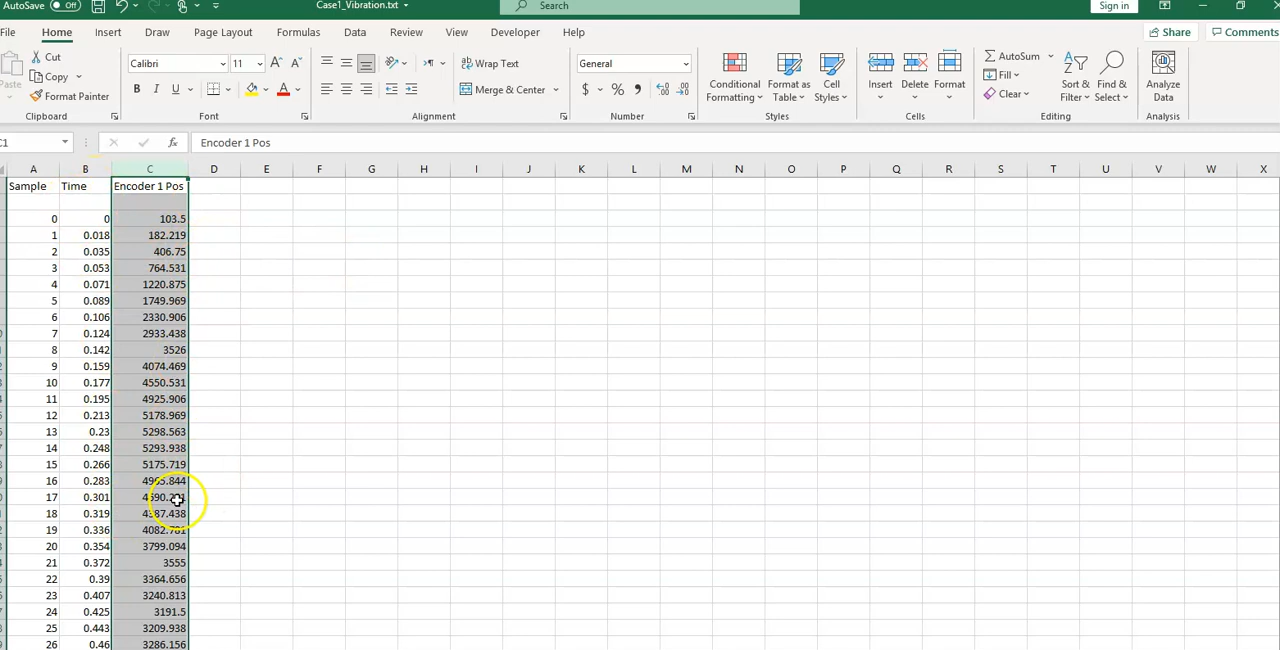 AutoSave Off Case1_Vibration.txt Search Sign in
File Home Insert Draw Page Layout Formulas Data Review View Developer Help Share Comments
Cut
Copy
Format Painter
Paste
Clipboard
Calibri 11
B I U
Font
Wrap Text
Merge & Center
Alignment
General
$ % ,
Number
Conditional Formatting
Format as Table
Cell Styles
Styles
Insert
Delete
Format
Cells
AutoSum
Fill
Clear
Sort & Filter
Find & Select
Editing
Analyze Data
Analysis
C1 fx Encoder 1 Pos
A B C D E F G H I J K L M N O P Q R S T U V W X
Sample Time Encoder 1 Pos
0 0 103.5
1 0.018 182.219
2 0.035 406.75
3 0.053 764.531
4 0.071 1220.875
5 0.089 1749.969
6 0.106 2330.906
7 0.124 2933.438
8 0.142 3526
9 0.159 4074.469
10 0.177 4550.531
11 0.195 4925.906
12 0.213 5178.969
13 0.23 5298.563
14 0.248 5293.938
15 0.266 5175.719
16 0.283 4965.844
17 0.301
18 0.319 4387.438
19 0.336 4082.781
20 0.354 3799.094
21 0.372 3555
22 0.39 3364.656
23 0.407 3240.813
24 0.425 3191.5
25 0.443 3209.938
26 0.46 3286.156